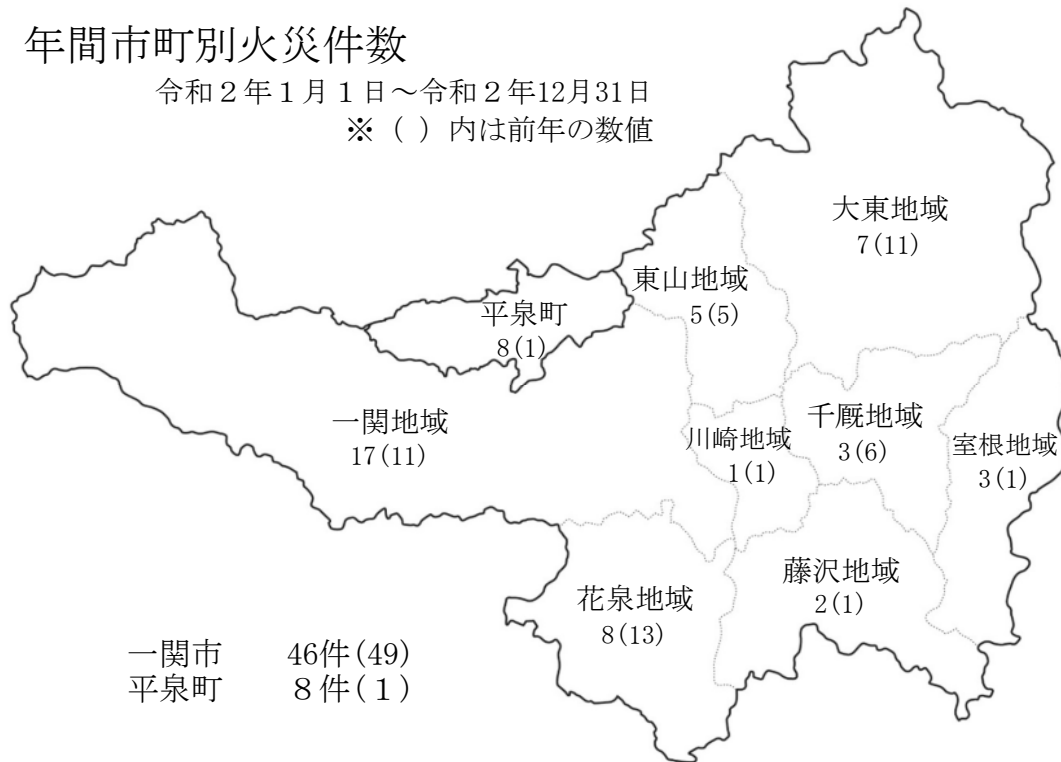 年間市町別火災件数
令和２年１月１日～令和２年12月31日
※（ ）内は前年の数値
大東地域
7(11)
東山地域
5(5)
平泉町
8(1)
一関地域
17(11)
川崎地域
1(1)
千厩地域
3(6)
室根地域
3(1)
花泉地域
8(13)
藤沢地域
2(1)
一関市 46件(49)
平泉町 ８件(１)